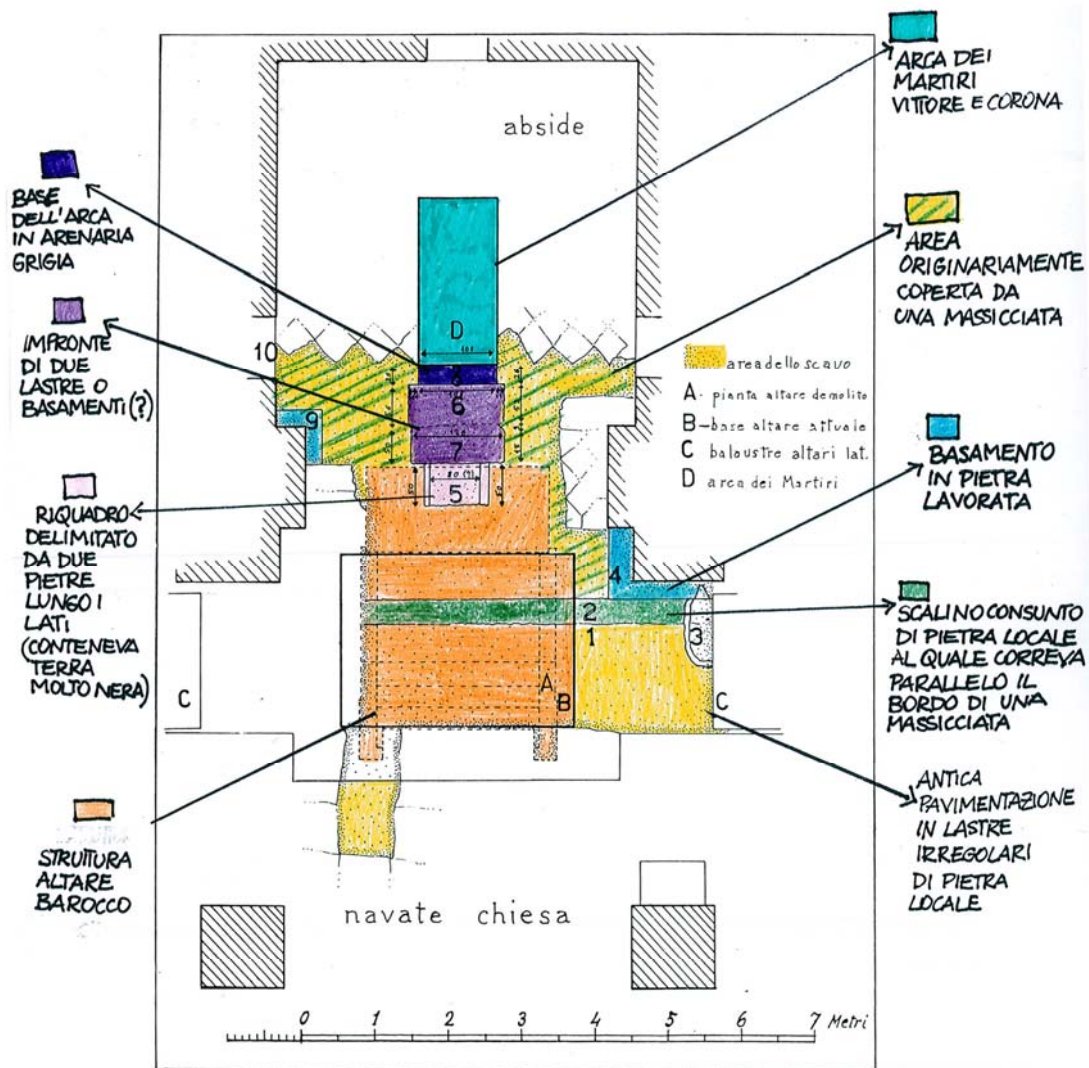 ARCA DEI
MARTIRI
VITTORE E CORONA
abside
BASE
DELL'ARCA
IN ARENARIA
GRIGIA
AREA
ORIGINARIAMENTE
COPERTA DA
UNA MASSICCIATA
IMPRONTE
DI DUE
LASTRE O
BASAMENTI (?)
D
10
8
6
9
7
5
area dello scavo
A - pianta altare demolito
B - base altare attuale
C balaustre altari lat.
D arca dei Martiri
BASAMENTO
IN PIETRA
LAVORATA
RIQUADRO
DELIMITATO
DA DUE
PIETRE
LUNGO I
LATI
(CONTENEVA
TERRA
MOLTO NERA)
4
2
1
3
SCALINO CONSUNTO
DI PIETRA LOCALE
AL QUALE CORREVA
PARALLELO IL
BORDO DI UNA
MASSICCIATA
C
A
B
C
ANTICA
PAVIMENTAZIONE
IN LASTRE
IRREGOLARI
DI PIETRA
LOCALE
STRUTTURA
ALTARE
BAROCCO
navate chiesa
0 1 2 3 4 5 6 7 Metri